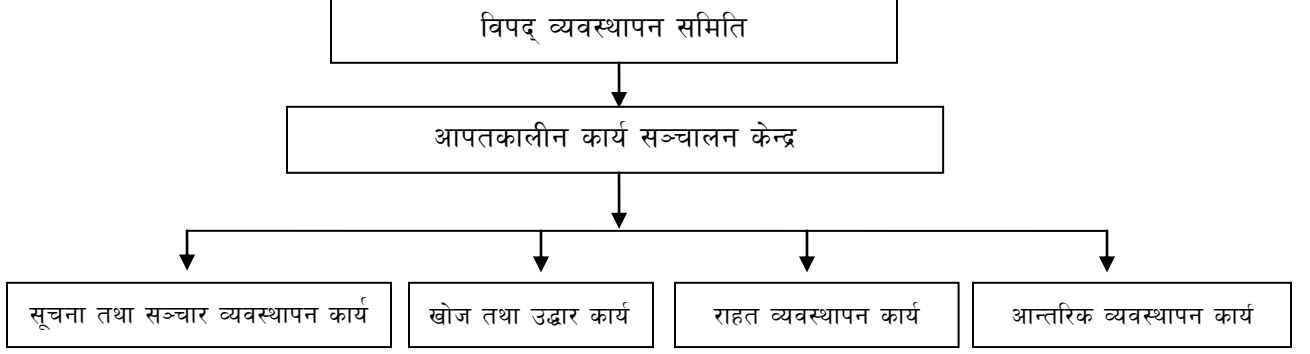 विपद् व्यवस्थापन समिति
आपतकालीन कार्य सञ्चालन केन्द्र
सूचना तथा सञ्चार व्यवस्थापन कार्य
खोज तथा उद्धार कार्य
राहत व्यवस्थापन कार्य
आन्तरिक व्यवस्थापन कार्य